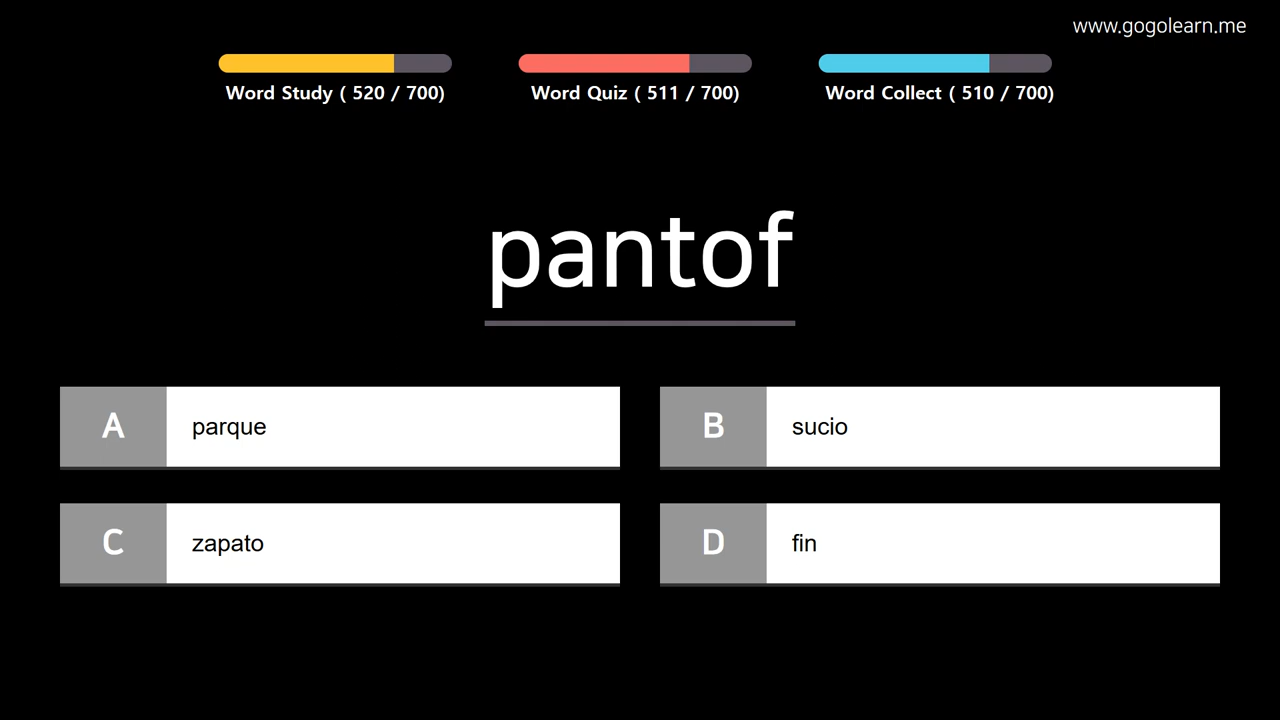 www.gogolearn.me
Word Study ( 520 / 700)
Word Quiz ( 511 / 700)
Word Collect ( 510 / 700)
pantof
A
parque
B
sucio
C
zapato
D
fin